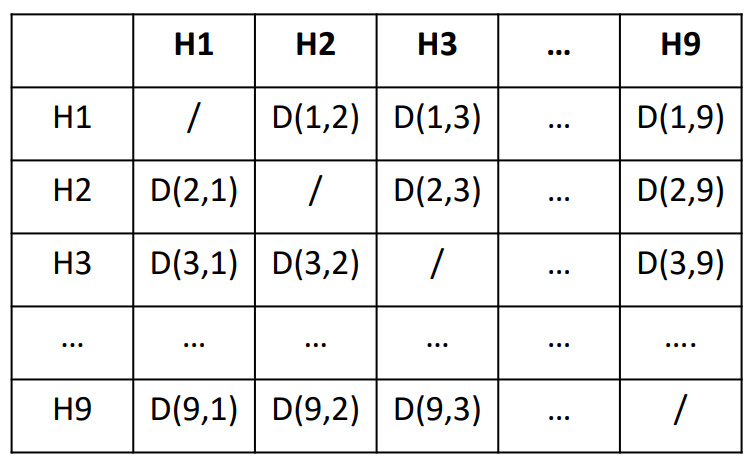 H1 H2 H3 ... H9
H1 / D(1,2) D(1,3) ... D(1,9)
H2 D(2,1) / D(2,3) ... D(2,9)
H3 D(3,1) D(3,2) / ... D(3,9)
... ... ... ... ... ....
H9 D(9,1) D(9,2) D(9,3) ... /